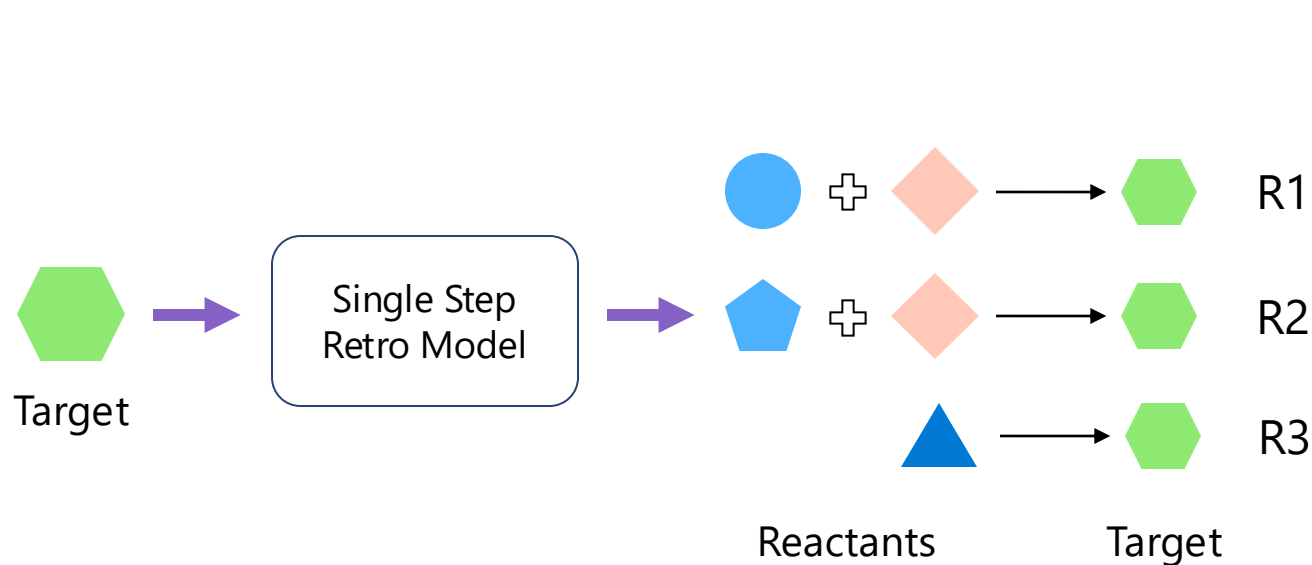 R1
Single Step
Retro Model
R2
Target
R3
Reactants
Target